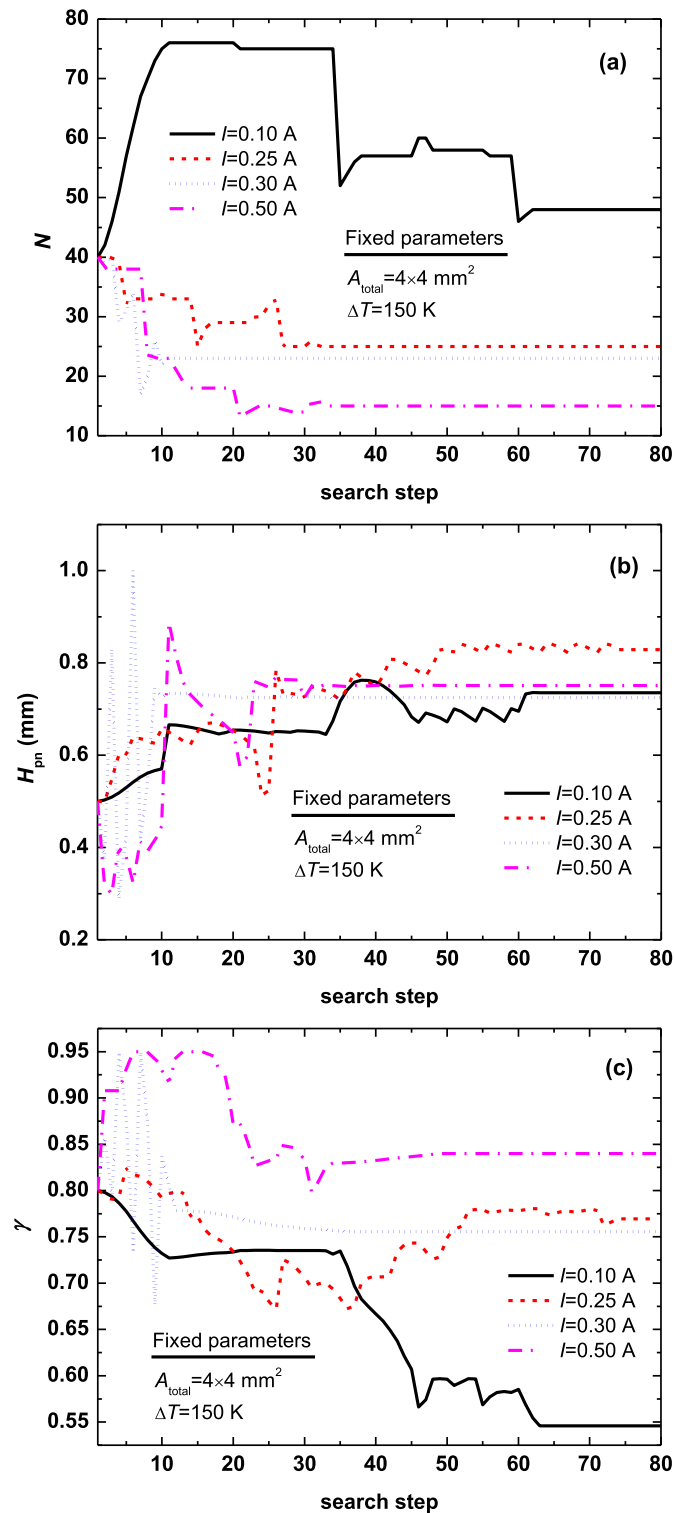 80
70
60
50
40
30
20
10
N
(a)
I=0.10 A
I=0.25 A
I=0.30 A
I=0.50 A
Fixed parameters
A_total=4×4 mm²
ΔT=150 K
10 20 30 40 50 60 70 80
search step
1.0
0.8
0.6
0.4
0.2
H_pn (mm)
(b)
Fixed parameters
A_total=4×4 mm²
ΔT=150 K
I=0.10 A
I=0.25 A
I=0.30 A
I=0.50 A
10 20 30 40 50 60 70 80
search step
0.95
0.90
0.85
0.80
0.75
0.70
0.65
0.60
0.55
γ
(c)
I=0.10 A
I=0.25 A
I=0.30 A
I=0.50 A
Fixed parameters
A_total=4×4 mm²
ΔT=150 K
10 20 30 40 50 60 70 80
search step